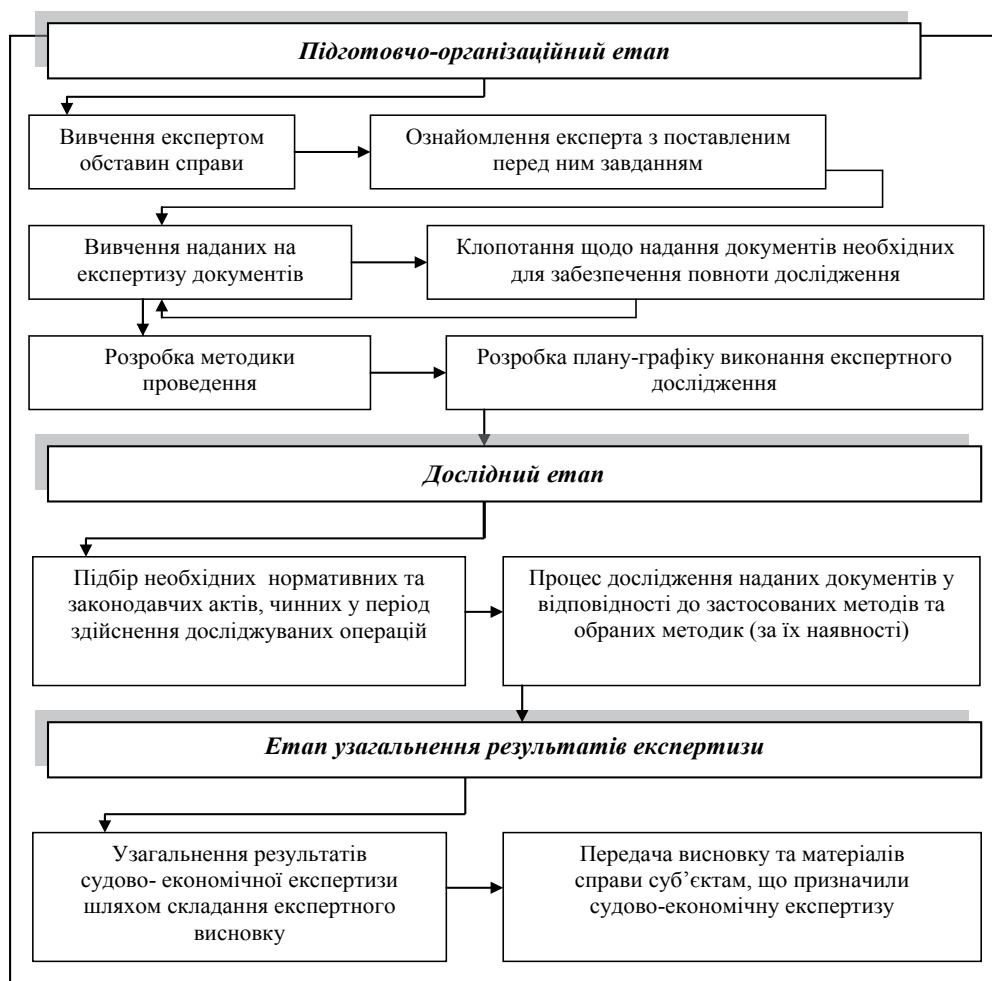 Підготовчо-організаційний етап
Вивчення експертом
обставин справи
Ознайомлення експерта з поставленим
перед ним завданням
Вивчення наданих на
експертизу документів
Клопотання щодо надання документів необхідних
для забезпечення повноти дослідження
Розробка методики
проведення
Розробка плану-графіку виконання експертного
дослідження
Дослідний етап
Підбір необхідних нормативних та
законодавчих актів, чинних у період
здійснення досліджуваних операцій
Процес дослідження наданих документів у
відповідності до застосованих методів та
обраних методик (за їх наявності)
Етап узагальнення результатів експертизи
Узагальнення результатів
судово- економічної експертизи
шляхом складання експертного
висновку
Передача висновку та матеріалів
справи суб’єктам, що призначили
судово-економічну експертизу